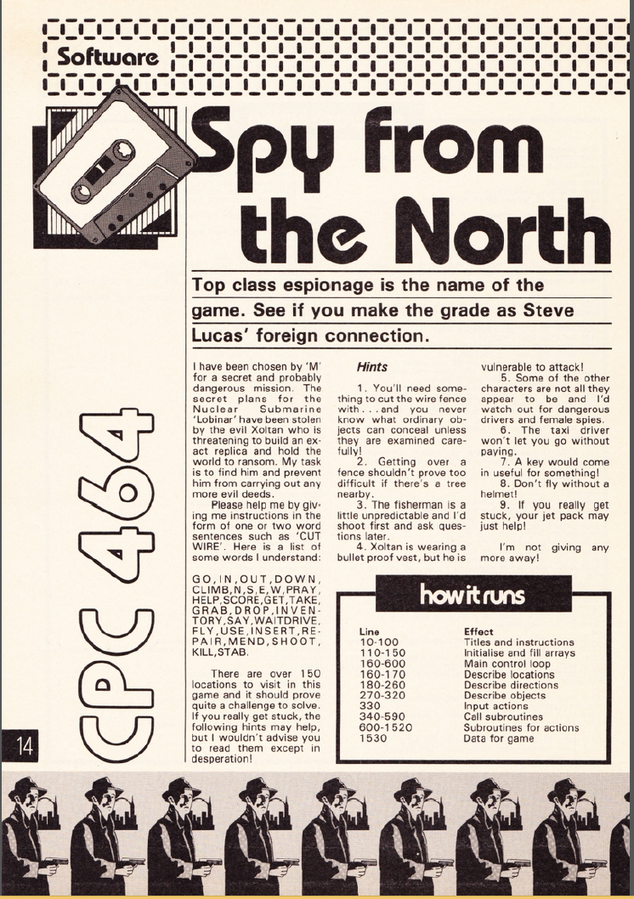 Software
Spy from
the North
Top class espionage is the name of the
game. See if you make the grade as Steve
Lucas' foreign connection.
CPC 464
I have been chosen by 'M'
for a secret and probably
dangerous mission. The
secret plans for the
Nuclear Submarine
'Lobinar' have been stolen
by the evil Xoltan who is
threatening to build an ex-
act replica and hold the
world to ransom. My task
is to find him and prevent
him from carrying out any
more evil deeds.
Please help me by giv-
ing me instructions in the
form of one or two word
sentences such as 'CUT
WIRE'. Here is a list of
some words I understand:
GO,IN,OUT,DOWN,
CLIMB,N,S,E,W,PRAY,
HELP,SCORE,GET,TAKE,
GRAB,DROP,INVEN-
TORY,SAY,WAITDRIVE,
FLY,USE,INSERT,RE-
PAIR,MEND,SHOOT,
KILL,STAB.
There are over 150
locations to visit in this
game and it should prove
quite a challenge to solve.
If you really get stuck, the
following hints may help,
but I wouldn't advise you
to read them except in
desperation!
Hints
1. You'll need some-
thing to cut the wire fence
with...and you never
know what ordinary ob-
jects can conceal unless
they are examined care-
fully!
2. Getting over a
fence shouldn't prove too
difficult if there's a tree
nearby.
3. The fisherman is a
little unpredictable and I'd
shoot first and ask ques-
tions later.
4. Xoltan is wearing a
bullet proof vest, but he is
vulnerable to attack!
5. Some of the other
characters are not all they
appear to be and I'd
watch out for dangerous
drivers and female spies.
6. The taxi driver
won't let you go without
paying.
7. A key would come
in useful for something!
8. Don't fly without a
helmet!
9. If you really get
stuck, your jet pack may
just help!
I'm not giving any
more away!
how it runs
Line Effect
10-100 Titles and instructions
110-150 Initialise and fill arrays
160-600 Main control loop
160-170 Describe locations
180-260 Describe directions
270-320 Describe objects
330 Input actions
340-590 Call subroutines
600-1520 Subroutines for actions
1530 Data for game
14